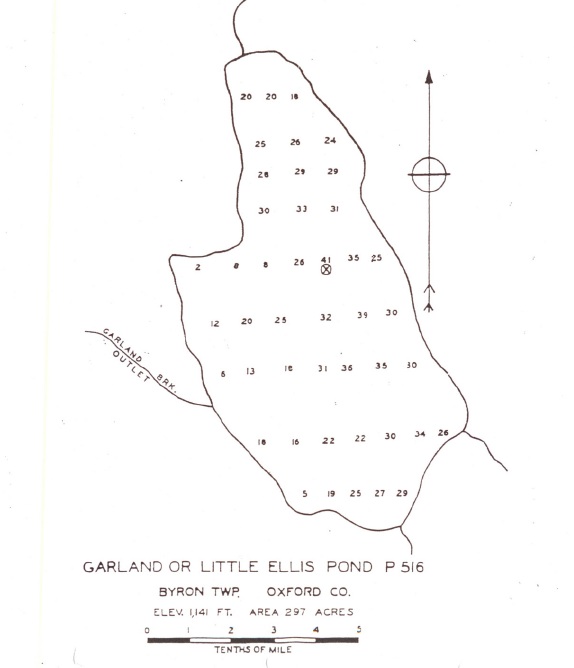 20 20 18
25 26 24
28 29 29
30 33 31
2 8 8 26 41 35 25
12 20 25 32 39 30
GARLAND BRK.
OUTLET
6 13 18 31 36 35 30
18 16 22 22 30 34 26
5 19 25 27 29
GARLAND OR LITTLE ELLIS POND P 516
BYRON TWP. OXFORD CO.
ELEV. 1,141 FT. AREA 297 ACRES
0 1 2 3 4 5
TENTHS OF MILE